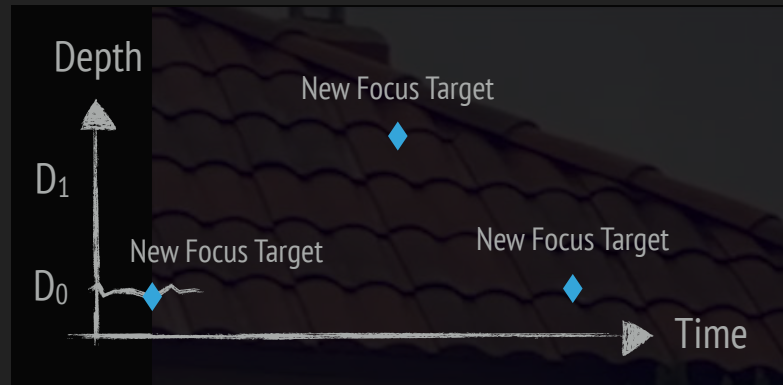 Depth
New Focus Target
D₁
New Focus Target
New Focus Target
D₀
Time